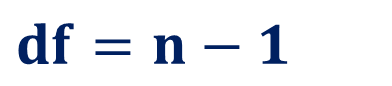 df = n − 1